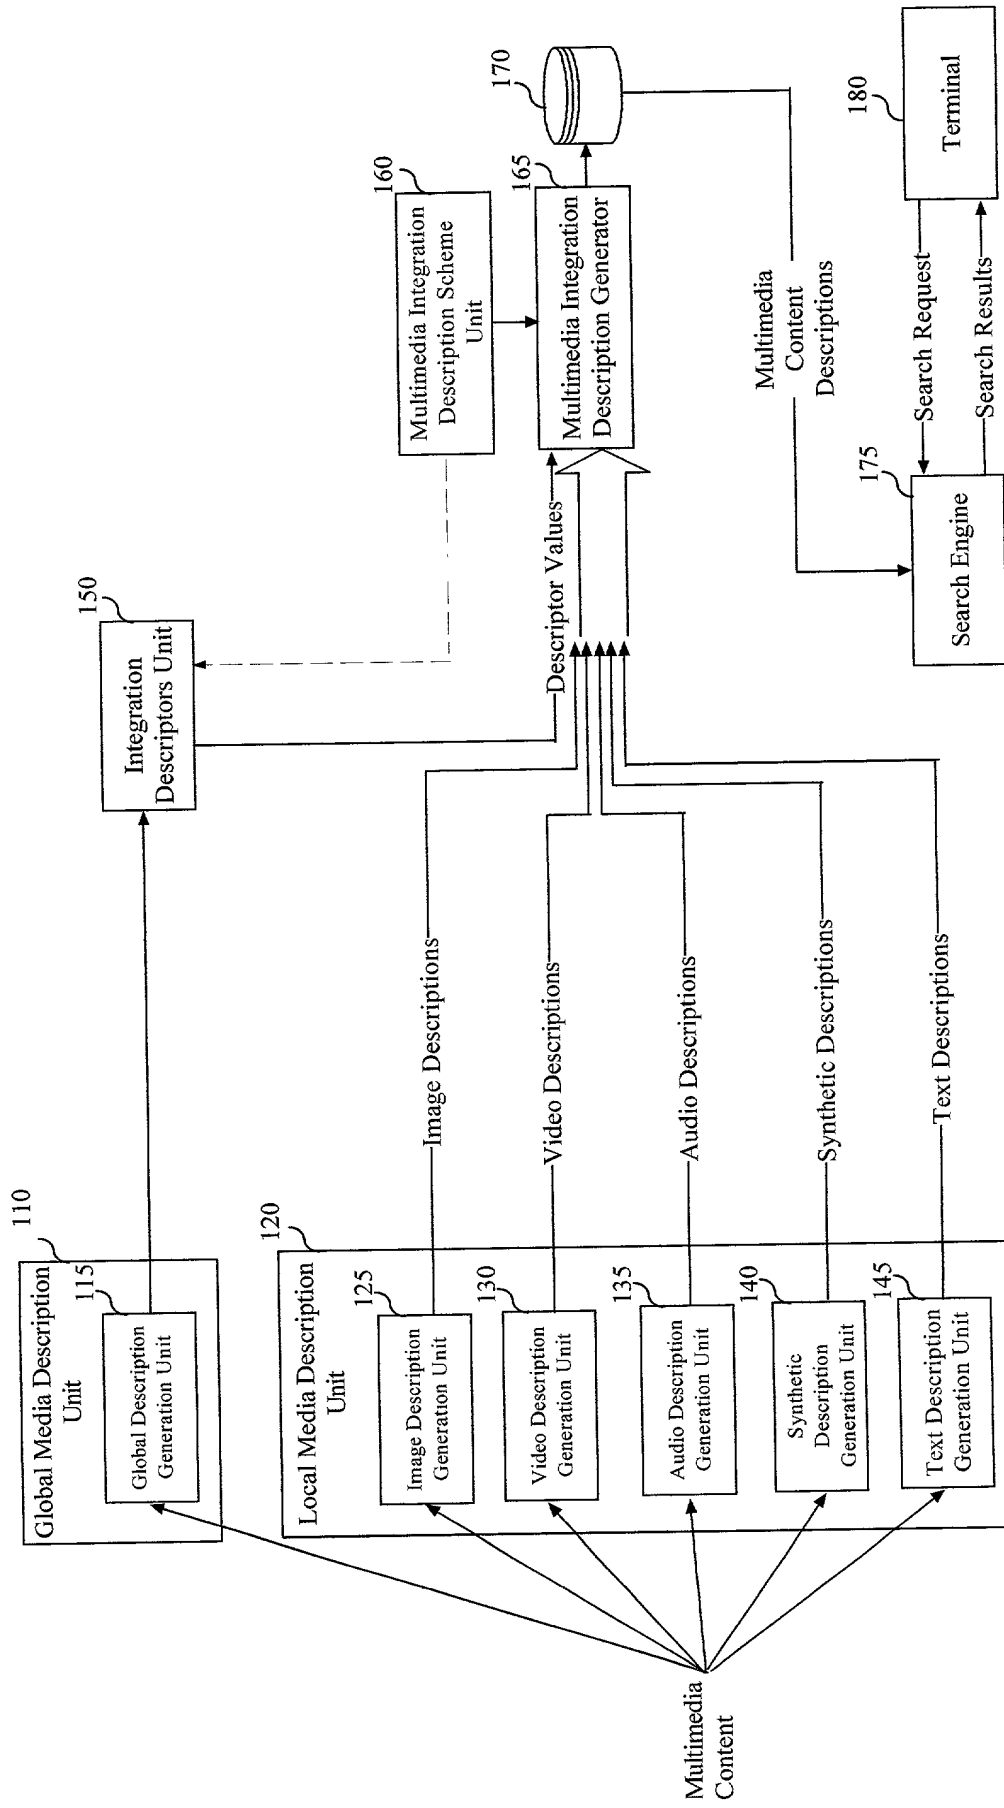 110
Global Media Description
Unit
115
Global Description
Generation Unit
120
Local Media Description
Unit
125
Image Description
Generation Unit
130
Video Description
Generation Unit
135
Audio Description
Generation Unit
140
Synthetic
Description
Generation Unit
145
Text Description
Generation Unit
Multimedia
Content
Image Descriptions
Video Descriptions
Audio Descriptions
Synthetic Descriptions
Text Descriptions
150
Integration
Descriptors Unit
Descriptor Values
160
Multimedia Integration
Description Scheme
Unit
165
Multimedia Integration
Description Generator
170
Multimedia
Content
Descriptions
175
Search Engine
Search Request
Search Results
180
Terminal